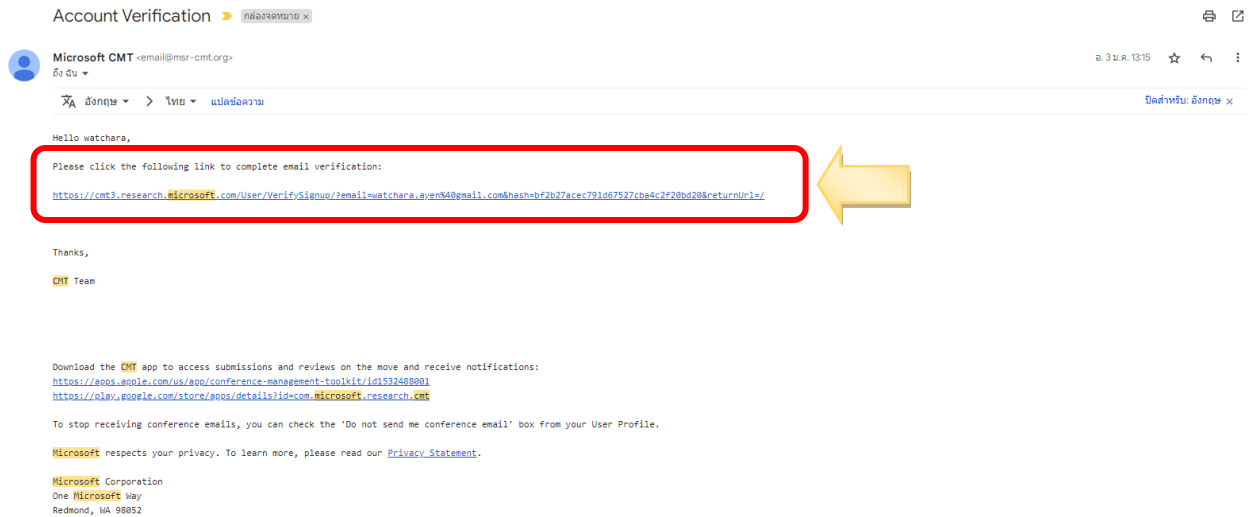 Account Verification กล่องจดหมาย ×
Microsoft CMT <email@msr-cmt.org>
อ. 3 ม.ค. 13:15
ถึง ฉัน
อังกฤษ > ไทย แปลข้อความ
ปิดสำหรับ: อังกฤษ ×
Hello watchara,
Please click the following link to complete email verification:
https://cmt3.research.microsoft.com/User/VerifySignup/?email=watchara.ayen%40gmail.com&hash=bf2b27acec791d67527cba4c2f20bd20&returnUrl=/
Thanks,
CMT Team
Download the CMT app to access submissions and reviews on the move and receive notifications:
https://apps.apple.com/us/app/conference-management-toolkit/id1532488001
https://play.google.com/store/apps/details?id=com.microsoft.research.cmt
To stop receiving conference emails, you can check the 'Do not send me conference email' box from your User Profile.
Microsoft respects your privacy. To learn more, please read our Privacy Statement.
Microsoft Corporation
One Microsoft Way
Redmond, WA 98052